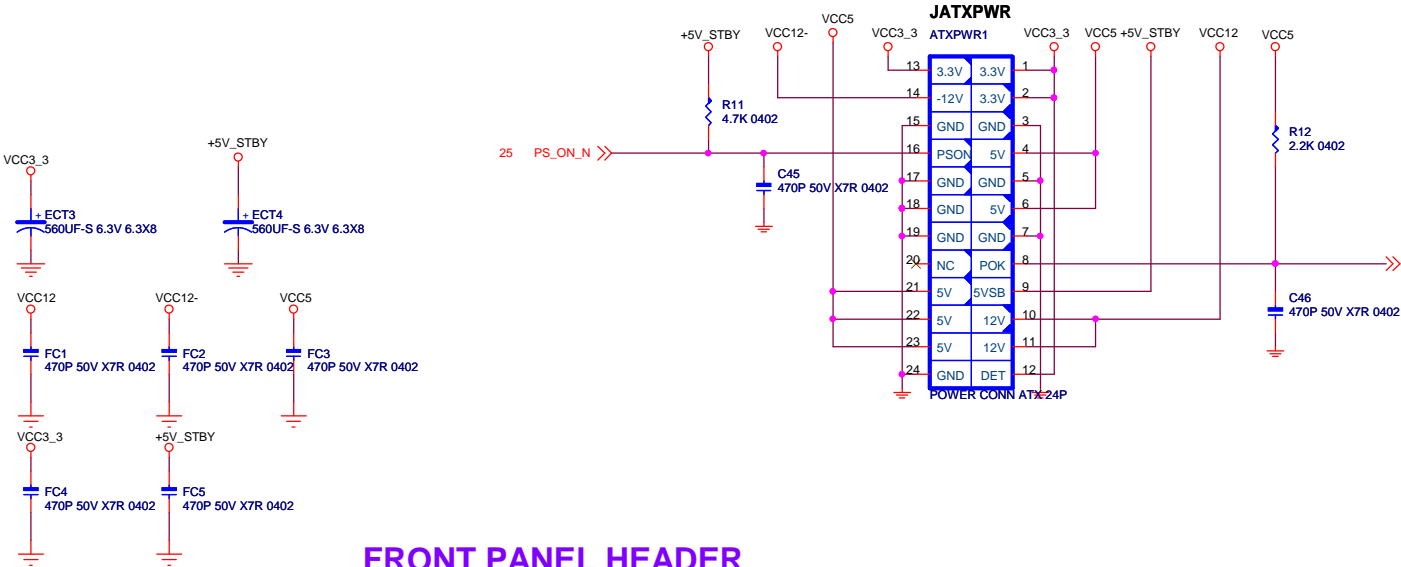 JATXPWR
ATXPWR1
VCC5
+5V_STBY
VCC12-
VCC3_3
VCC3_3
VCC5
+5V_STBY
VCC12
VCC5
13 3.3V 3.3V 1
14 -12V 3.3V 2
15 GND GND 3
16 PSON 5V 4
17 GND GND 5
18 GND 5V 6
19 GND GND 7
20 NC POK 8
21 5V 5VSB 9
22 5V 12V 10
23 5V 12V 11
24 GND DET 12
POWER CONN ATX 24P
R11
4.7K 0402
25 PS_ON_N
C45
470P 50V X7R 0402
R12
2.2K 0402
C46
470P 50V X7R 0402
VCC3_3
+ ECT3
560UF-S 6.3V 6.3X8
+5V_STBY
+ ECT4
560UF-S 6.3V 6.3X8
VCC12
FC1
470P 50V X7R 0402
VCC12-
FC2
470P 50V X7R 0402
VCC5
FC3
470P 50V X7R 0402
VCC3_3
FC4
470P 50V X7R 0402
+5V_STBY
FC5
470P 50V X7R 0402
FRONT PANEL HEADER